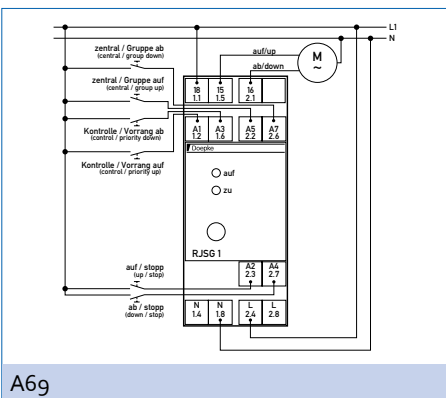 L1
N
zentral / Gruppe ab
(central / group down)
auf/up
M
~
ab/down
zentral / Gruppe auf
(central / group up)
18
1.1
15
1.5
16
2.1
Kontrolle / Vorrang ab
(control / priority down)
A1
1.2
A3
1.6
A5
2.2
A7
2.6
Doepke
Kontrolle / Vorrang auf
(control / priority up)
auf
zu
RJSG 1
auf / stopp
(up / stop)
A2
2.3
A4
2.7
ab / stopp
(down / stop)
N
1.4
N
1.8
L
2.4
L
2.8
A69